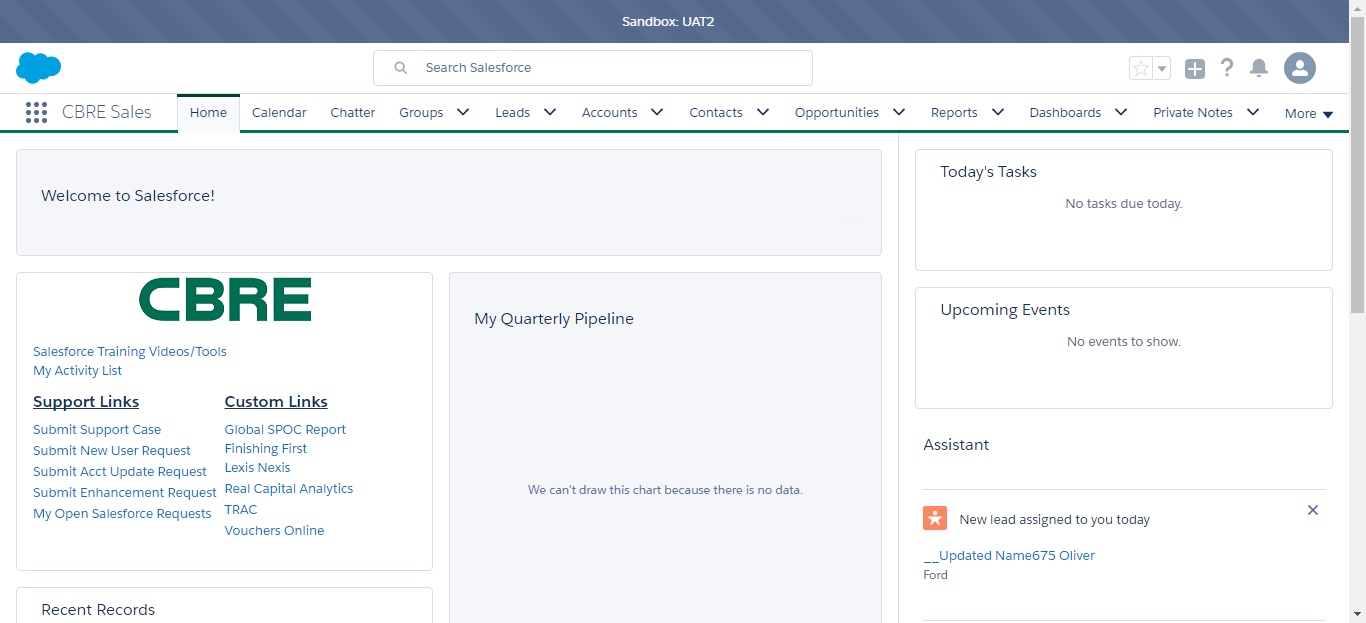 Sandbox: UAT2
Search Salesforce
CBRE Sales
Home
Calendar
Chatter
Groups
Leads
Accounts
Contacts
Opportunities
Reports
Dashboards
Private Notes
More
Welcome to Salesforce!
CBRE
Salesforce Training Videos/Tools
My Activity List
Support Links
Submit Support Case
Submit New User Request
Submit Acct Update Request
Submit Enhancement Request
My Open Salesforce Requests
Custom Links
Global SPOC Report
Finishing First
Lexis Nexis
Real Capital Analytics
TRAC
Vouchers Online
Recent Records
My Quarterly Pipeline
We can't draw this chart because there is no data.
Today's Tasks
No tasks due today.
Upcoming Events
No events to show.
Assistant
New lead assigned to you today
__Updated Name675 Oliver
Ford